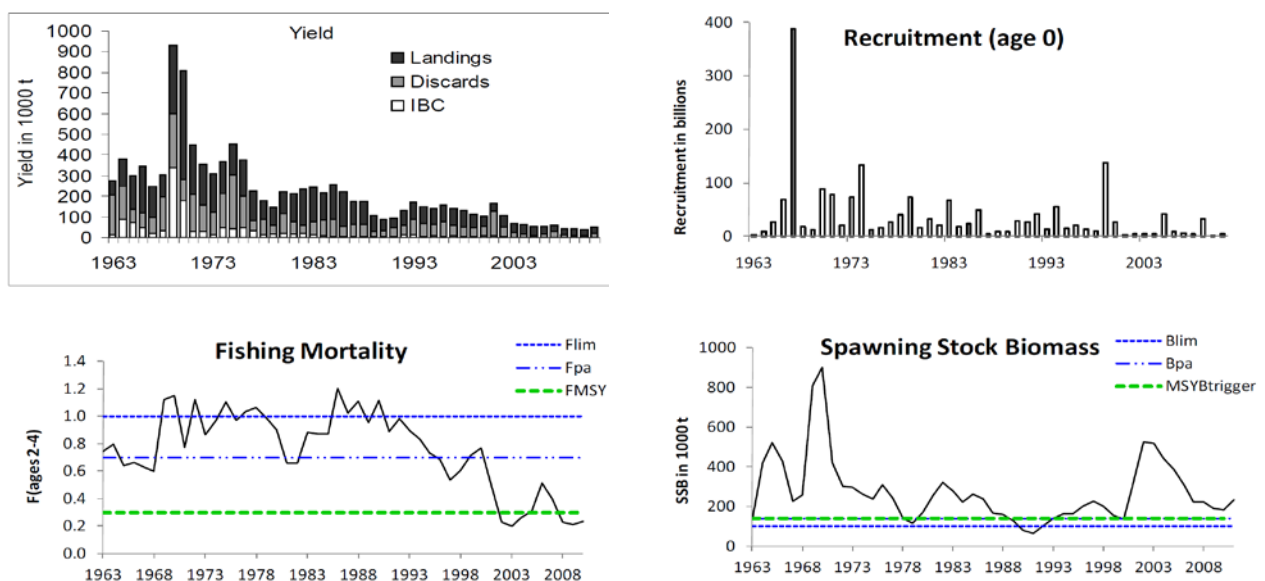 Yield
Yield in 1000 t
1000
900
800
700
600
500
400
300
200
100
0
Landings
Discards
IBC
1963 1973 1983 1993 2003
Recruitment (age 0)
Recruitment in billions
400
300
200
100
0
1963 1973 1983 1993 2003
Fishing Mortality
F(ages 2-4)
1.4
1.2
1.0
0.8
0.6
0.4
0.2
0.0
Flim
Fpa
FMSY
1963 1968 1973 1978 1983 1988 1993 1998 2003 2008
Spawning Stock Biomass
SSB in 1000 t
1000
800
600
400
200
0
Blim
Bpa
MSYBtrigger
1963 1968 1973 1978 1983 1988 1993 1998 2003 2008